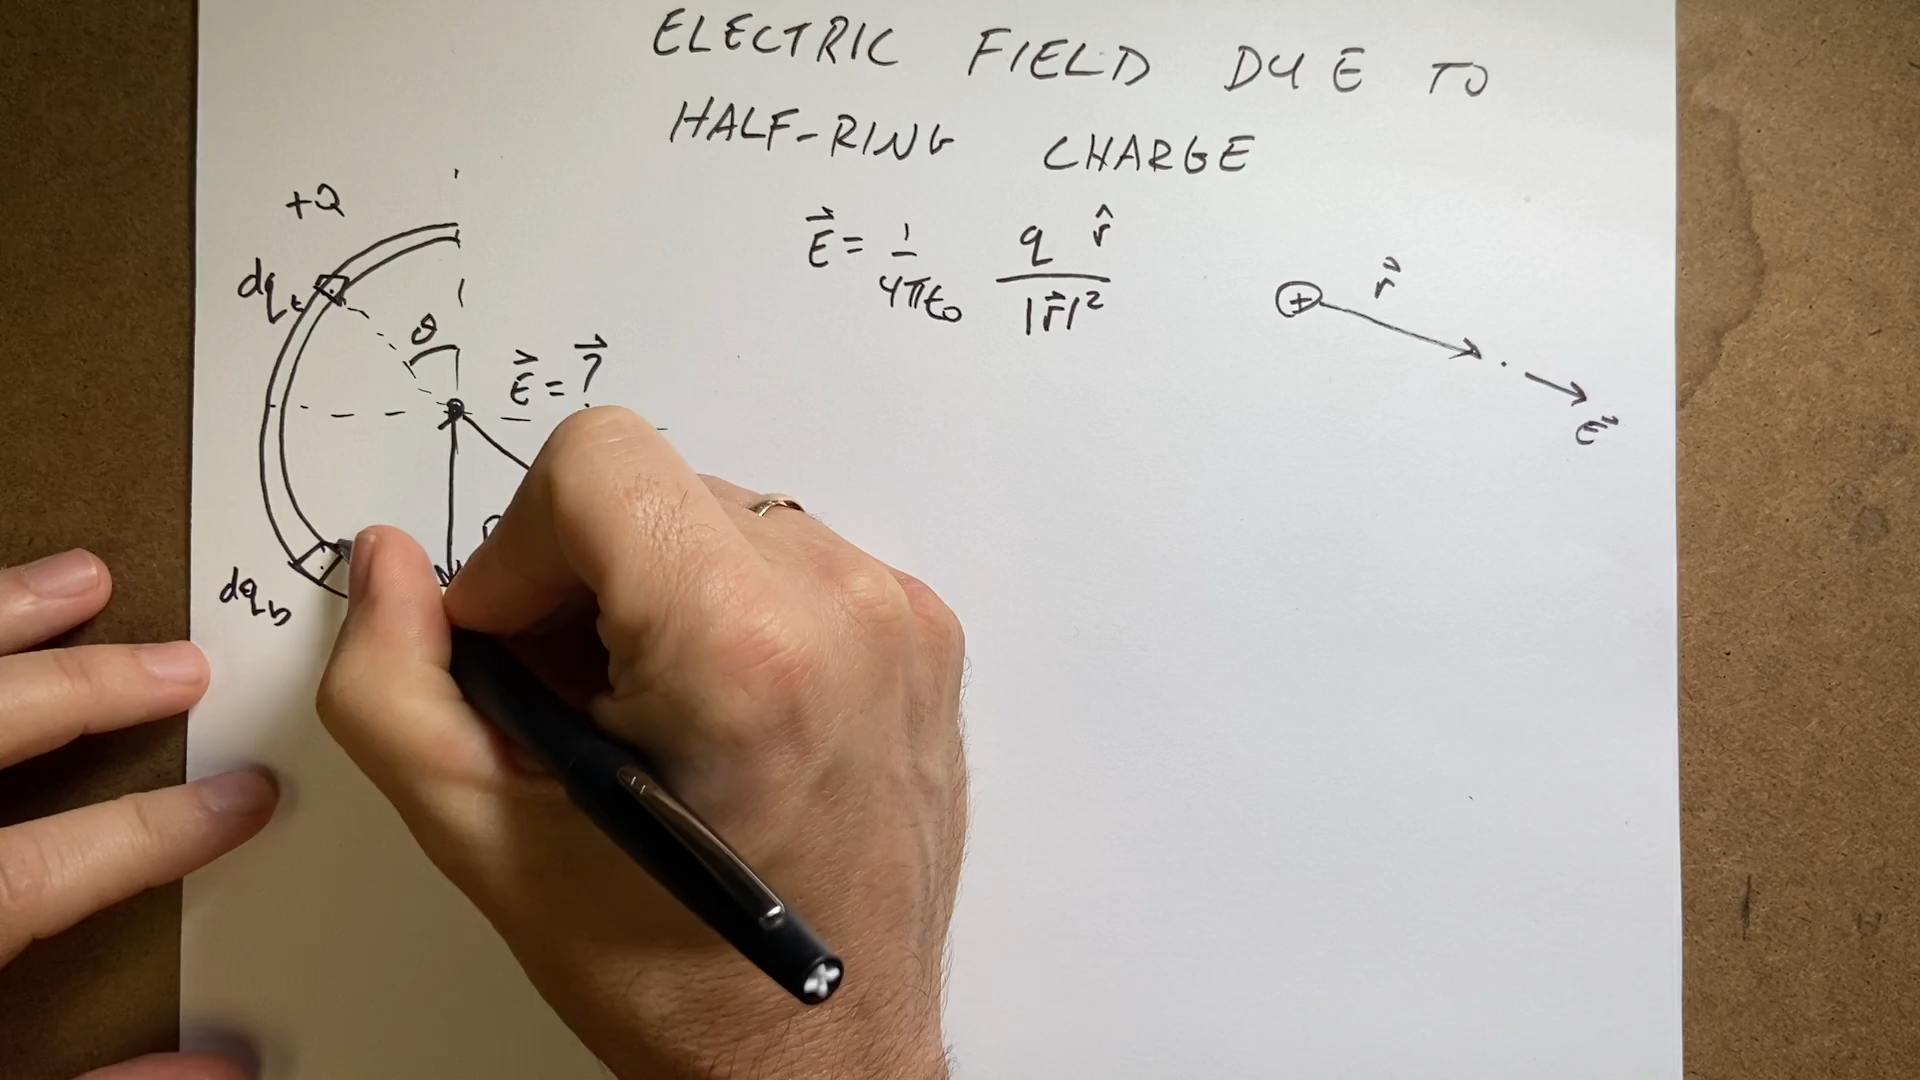 ELECTRIC FIELD DUE TO
HALF-RING CHARGE
+Q
dq_t
θ
E⃗ = ?⃗
dq_b
E⃗ = 1/4πϵ₀ q r̂/|r⃗|²
+ r⃗
E⃗